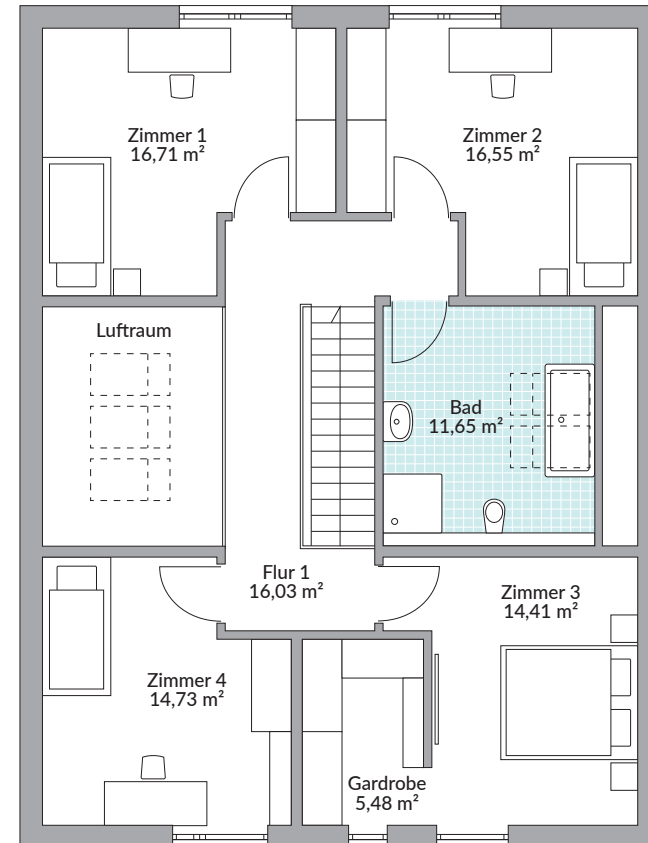 Zimmer 1
16,71 m²
Zimmer 2
16,55 m²
Luftraum
Bad
11,65 m²
Flur 1
16,03 m²
Zimmer 3
14,41 m²
Zimmer 4
14,73 m²
Gardrobe
5,48 m²